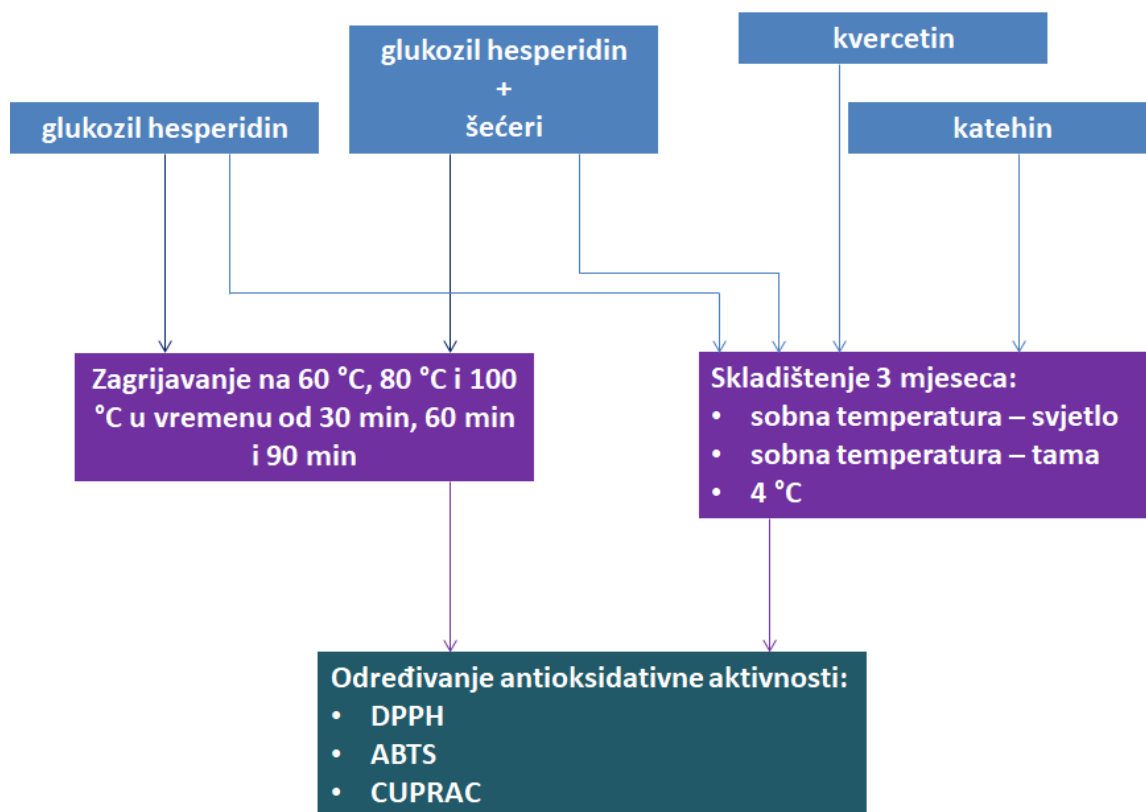 glukozil hesperidin
glukozil hesperidin
+
šećeri
kvercetin
katehin
Zagrijavanje na 60 °C, 80 °C i 100
°C u vremenu od 30 min, 60 min
i 90 min
Skladištenje 3 mjeseca:
• sobna temperatura – svjetlo
• sobna temperatura – tama
• 4 °C
Određivanje antioksidativne aktivnosti:
• DPPH
• ABTS
• CUPRAC